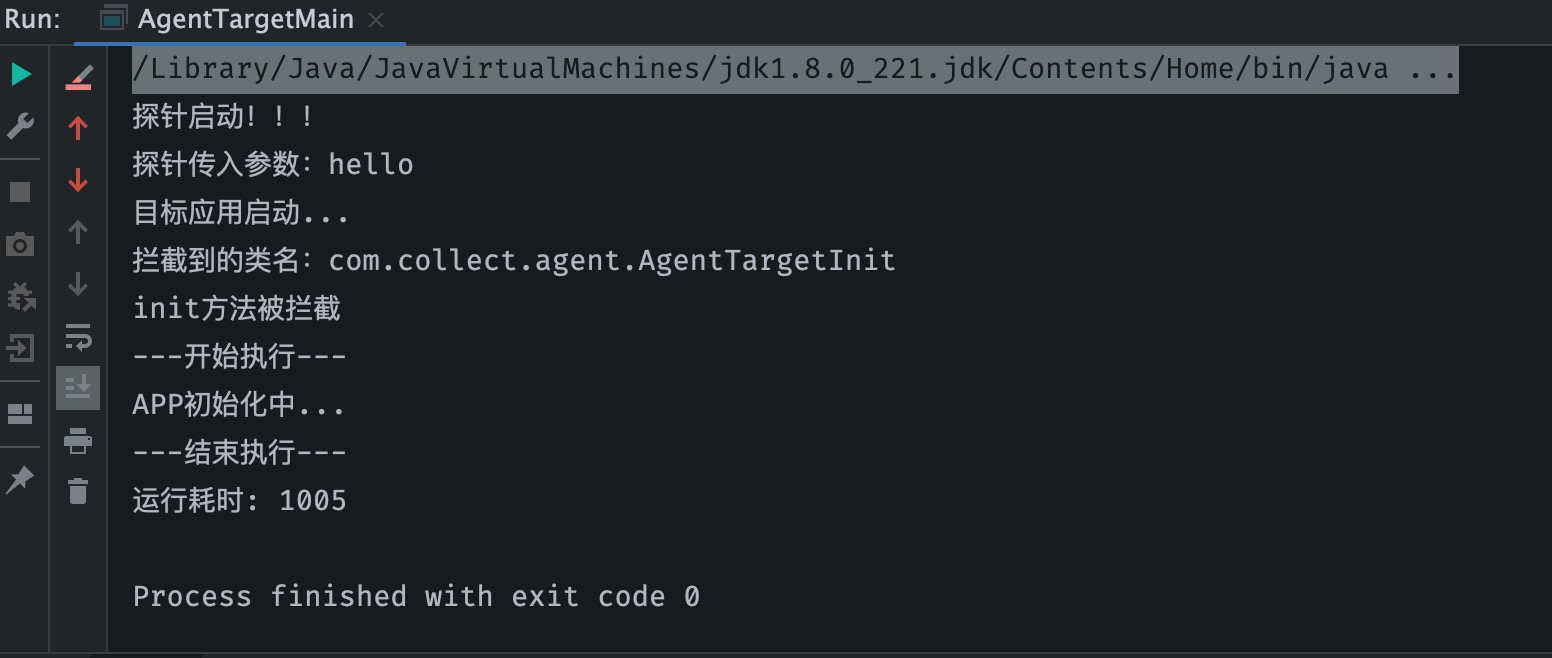 Run: AgentTargetMain
/Library/Java/JavaVirtualMachines/jdk1.8.0_221.jdk/Contents/Home/bin/java ...
探针启动！！！
探针传入参数：hello
目标应用启动...
拦截到的类名：com.collect.agent.AgentTargetInit
init方法被拦截
---开始执行---
APP初始化中...
---结束执行---
运行耗时: 1005
Process finished with exit code 0